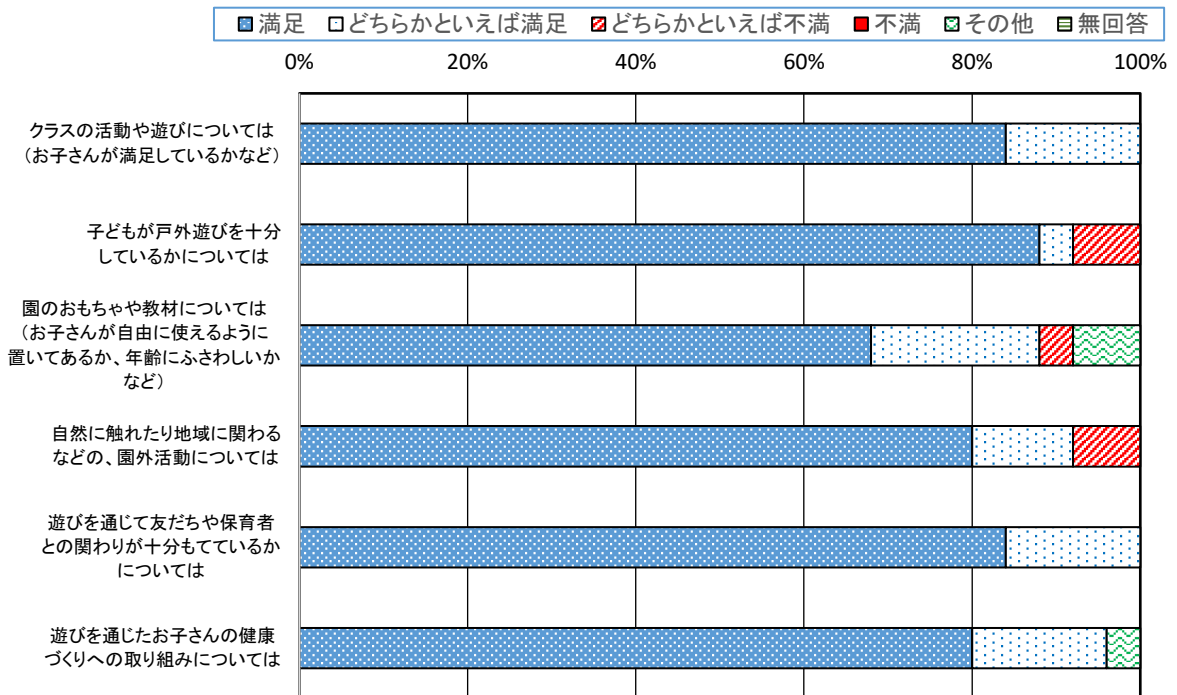 満足 どちらかといえば満足 どちらかといえば不満 不満 その他 無回答
0% 20% 40% 60% 80% 100%
クラスの活動や遊びについては
（お子さんが満足しているかなど）
子どもが戸外遊びを十分
しているかについては
園のおもちゃや教材については
（お子さんが自由に使えるように
置いてあるか、年齢にふさわしいか
など）
自然に触れたり地域に関わる
などの、園外活動については
遊びを通じて友だちや保育者
との関わりが十分もてているか
については
遊びを通じたお子さんの健康
づくりへの取り組みについては